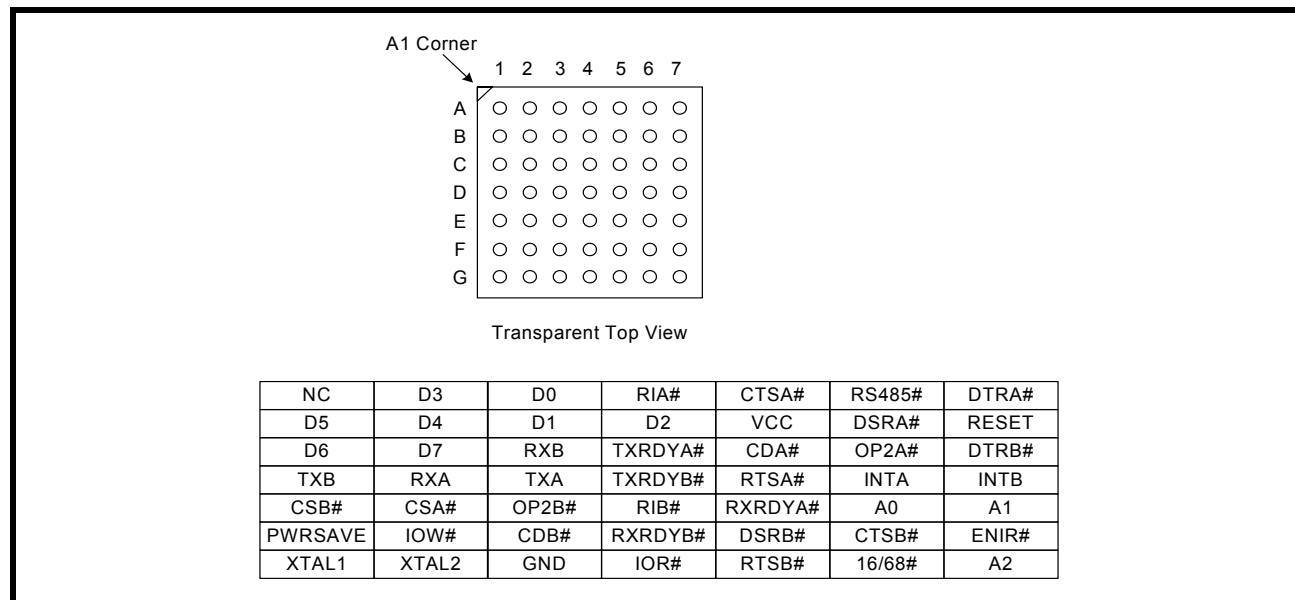 A1 Corner
1 2 3 4 5 6 7
A
B
C
D
E
F
G
Transparent Top View
NC D3 D0 RIA# CTSA# RS485# DTRA#
D5 D4 D1 D2 VCC DSRA# RESET
D6 D7 RXB TXRDYA# CDA# OP2A# DTRB#
TXB RXA TXA TXRDYB# RTSA# INTA INTB
CSB# CSA# OP2B# RIB# RXRDYA# A0 A1
PWRSAVE IOW# CDB# RXRDYB# DSRB# CTSB# ENIR#
XTAL1 XTAL2 GND IOR# RTSB# 16/68# A2